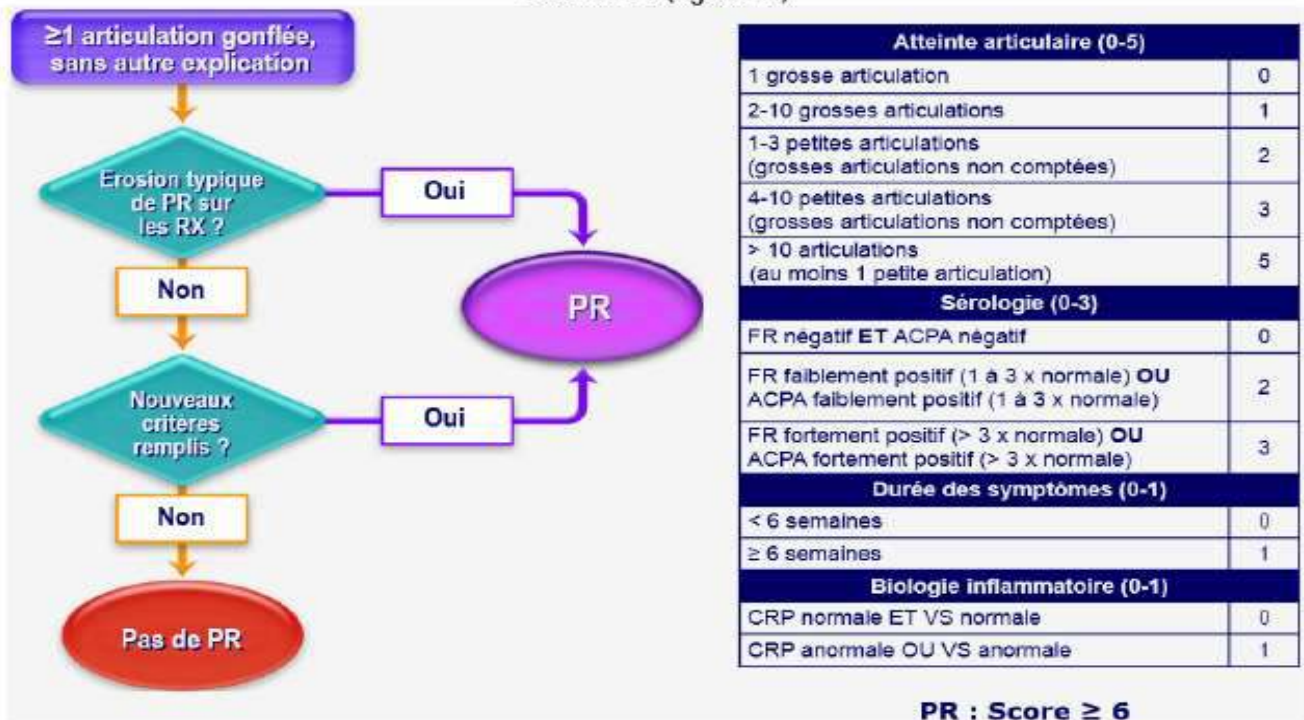 ≥1 articulation gonflée,
sans autre explication
Erosion typique
de PR sur
les RX ?
Oui
Non
PR
Nouveaux
critères
remplis ?
Oui
Non
Pas de PR
Atteinte articulaire (0-5)
1 grosse articulation 0
2-10 grosses articulations 1
1-3 petites articulations
(grosses articulations non comptées) 2
4-10 petites articulations
(grosses articulations non comptées) 3
> 10 articulations
(au moins 1 petite articulation) 5
Sérologie (0-3)
FR négatif ET ACPA négatif 0
FR faiblement positif (1 à 3 x normale) OU
ACPA faiblement positif (1 à 3 x normale) 2
FR fortement positif (> 3 x normale) OU
ACPA fortement positif (> 3 x normale) 3
Durée des symptômes (0-1)
< 6 semaines 0
≥ 6 semaines 1
Biologie inflammatoire (0-1)
CRP normale ET VS normale 0
CRP anormale OU VS anormale 1
PR : Score ≥ 6